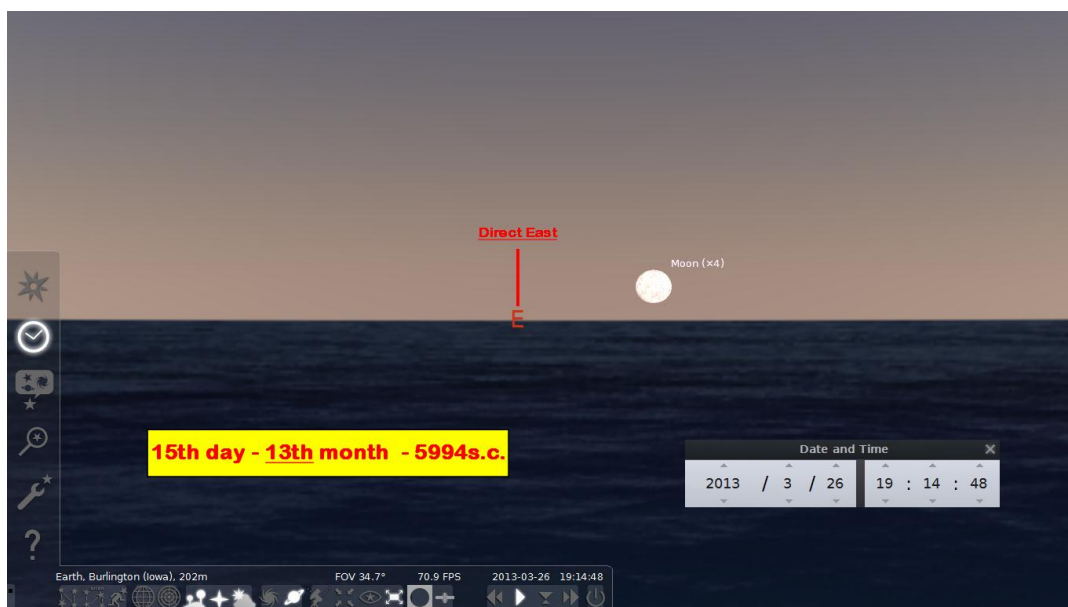 Direct East
Moon (×4)
E
15th day - 13th month - 5994s.c.
Date and Time
2013 / 3 / 26 19 : 14 : 48
?
Earth, Burlington (Iowa), 202m FOV 34.7° 70.9 FPS 2013-03-26 19:14:48